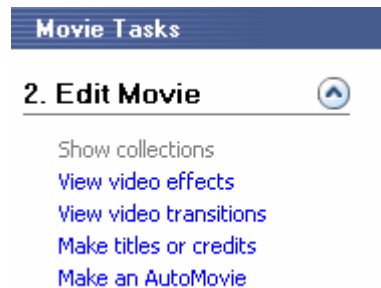 Movie Tasks
2. Edit Movie
Show collections
View video effects
View video transitions
Make titles or credits
Make an AutoMovie